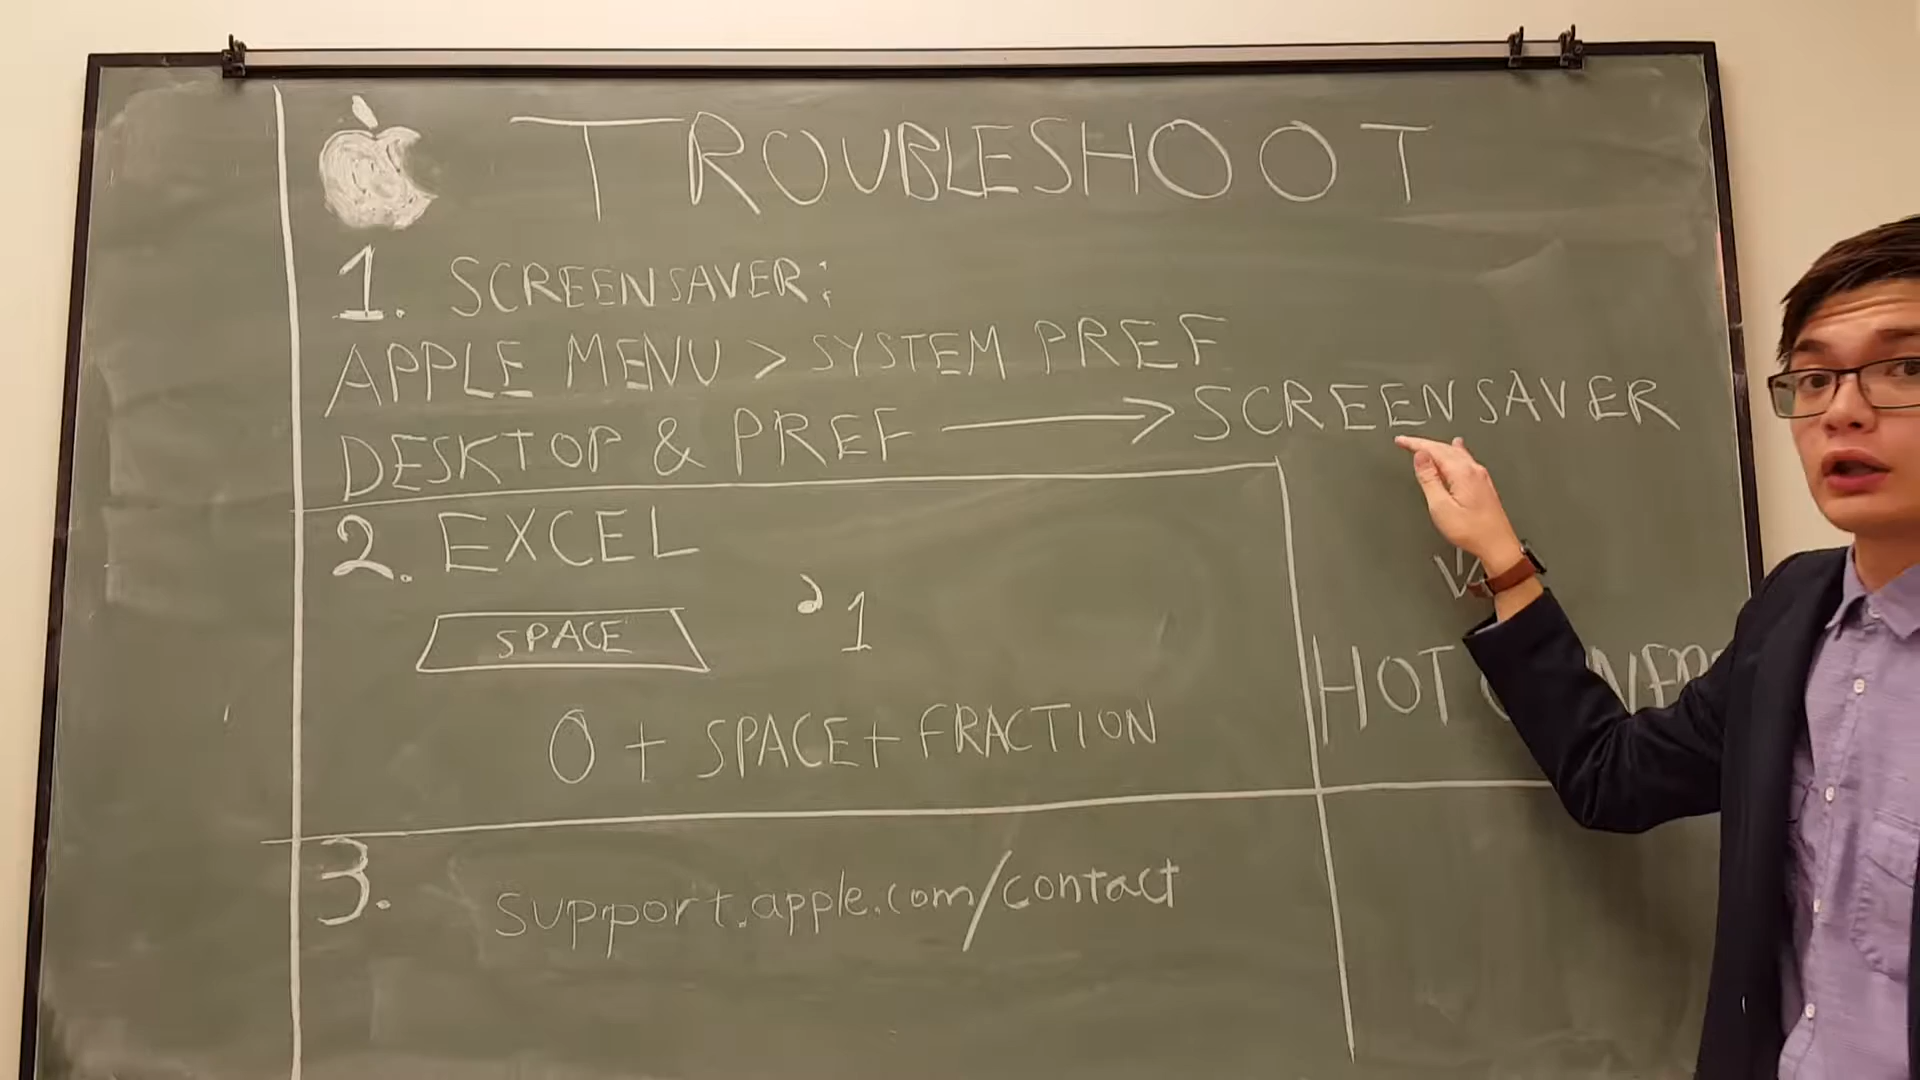 TROUBLESHOOT
1. SCREENSAVER:
APPLE MENU > SYSTEM PREF
DESKTOP & PREF → SCREENSAVER
HOT
2. EXCEL
SPACE
1
0 + SPACE + FRACTION
3. support.apple.com/contact